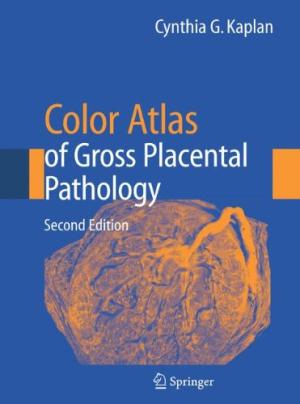 Cynthia G. Kaplan
Color Atlas
of Gross Placental
Pathology
Second Edition
Springer